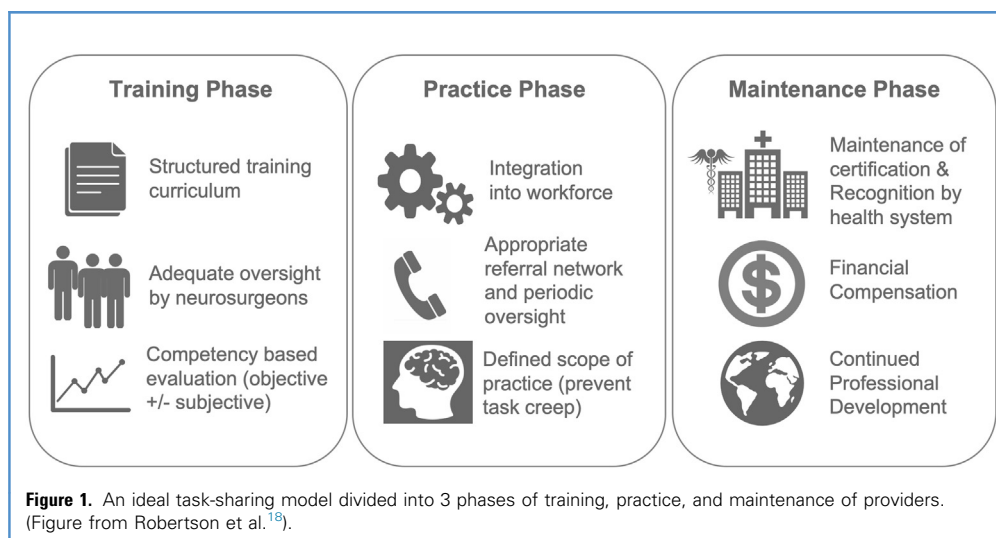 Training Phase
Structured training
curriculum
Adequate oversight
by neurosurgeons
Competency based
evaluation (objective
+/- subjective)
Practice Phase
Integration
into workforce
Appropriate
referral network
and periodic
oversight
Defined scope of
practice (prevent
task creep)
Maintenance Phase
Maintenance of
certification &
Recognition by
health system
$
Financial
Compensation
Continued
Professional
Development
Figure 1. An ideal task-sharing model divided into 3 phases of training, practice, and maintenance of providers.
(Figure from Robertson et al.18).